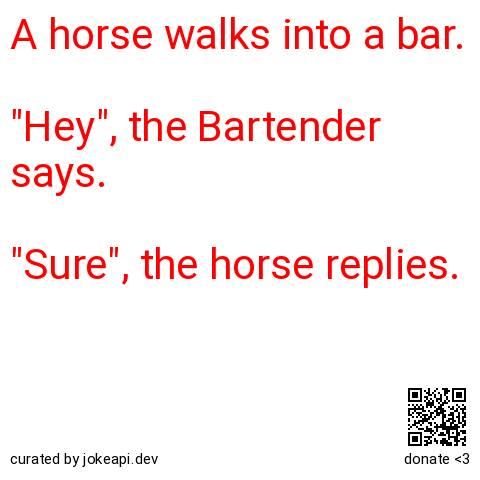 A horse walks into a bar.
"Hey", the Bartender
says.
"Sure", the horse replies.
curated by jokeapi.dev
donate <3